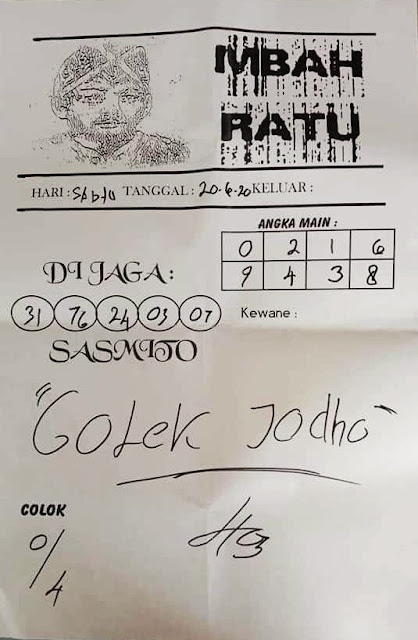 MBAH
RATU
HARI : SAbtu TANGGAL : 20-6-20 KELUAR :
ANGKA MAIN :
0 2 1 6
9 4 3 8
DI JAGA :
31 76 24 03 07
Kewane :
SASMITO
"Golek Jodho"
COLOK
0/4